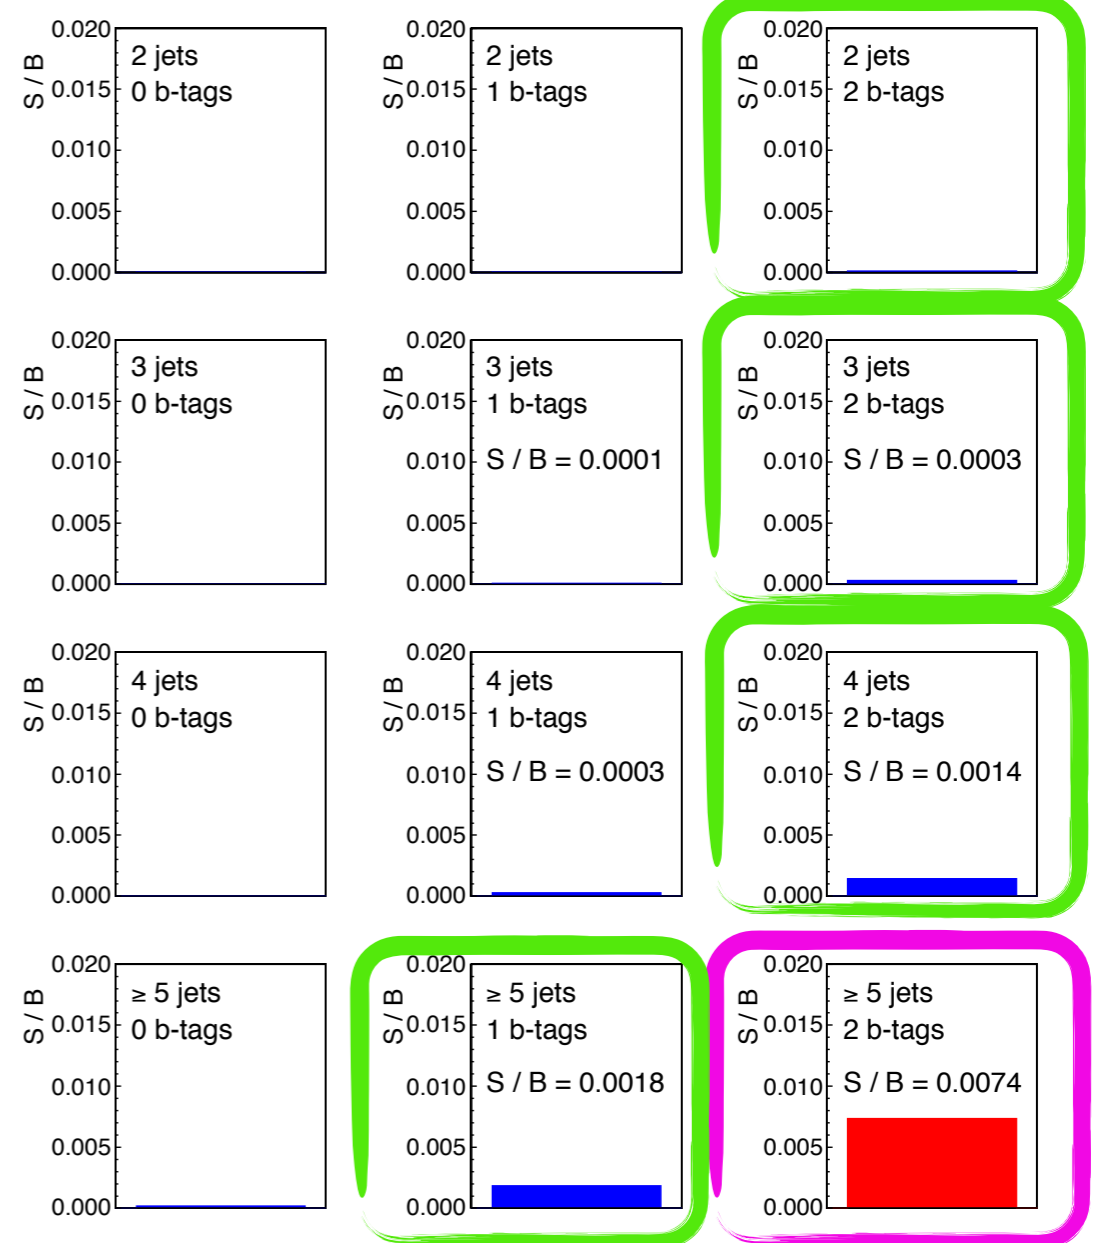 0.020
0.015
0.010
0.005
0.000
S / B
2 jets
0 b-tags
0.020
0.015
0.010
0.005
0.000
S / B
2 jets
1 b-tags
0.020
0.015
0.010
0.005
0.000
S / B
2 jets
2 b-tags
0.020
0.015
0.010
0.005
0.000
S / B
3 jets
0 b-tags
0.020
0.015
0.010
0.005
0.000
S / B
3 jets
1 b-tags
S / B = 0.0001
0.020
0.015
0.010
0.005
0.000
S / B
3 jets
2 b-tags
S / B = 0.0003
0.020
0.015
0.010
0.005
0.000
S / B
4 jets
0 b-tags
0.020
0.015
0.010
0.005
0.000
S / B
4 jets
1 b-tags
S / B = 0.0003
0.020
0.015
0.010
0.005
0.000
S / B
4 jets
2 b-tags
S / B = 0.0014
0.020
0.015
0.010
0.005
0.000
S / B
≥ 5 jets
0 b-tags
0.020
0.015
0.010
0.005
0.000
S / B
≥ 5 jets
1 b-tags
S / B = 0.0018
0.020
0.015
0.010
0.005
0.000
S / B
≥ 5 jets
2 b-tags
S / B = 0.0074